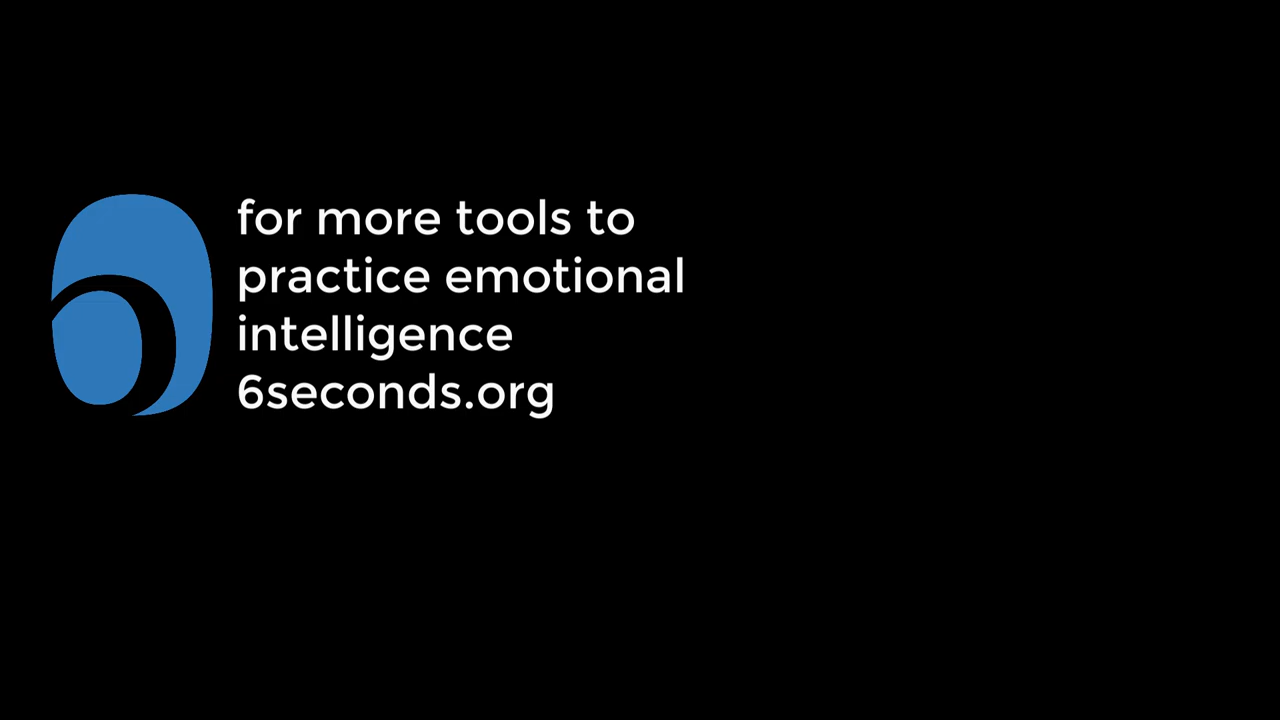 for more tools to
practice emotional
intelligence
6seconds.org